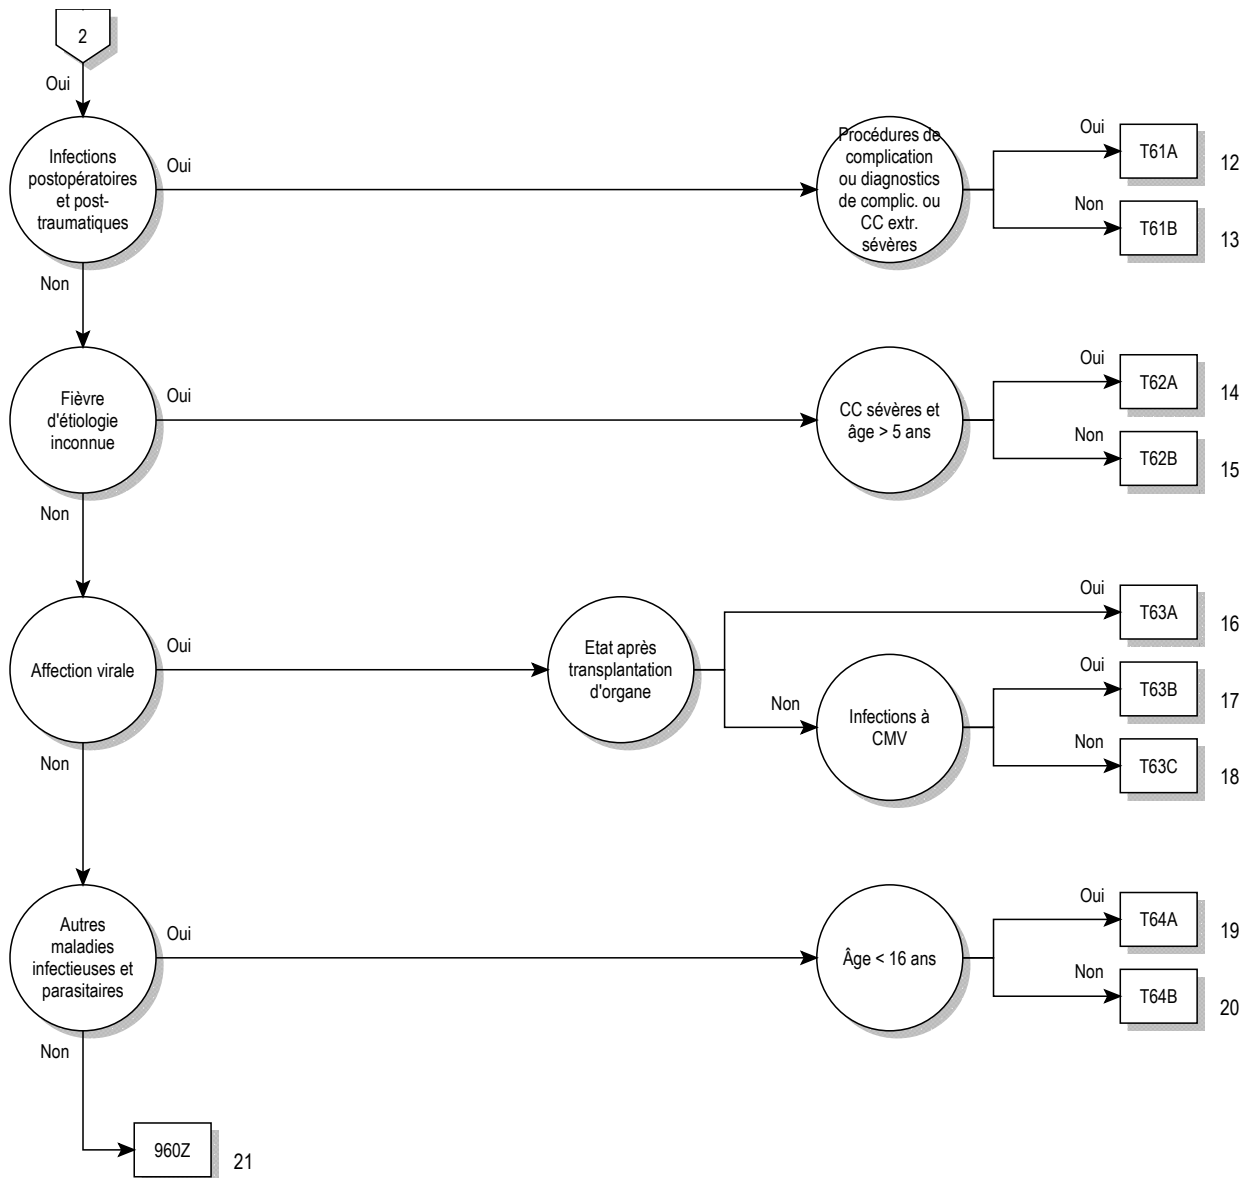 2
Oui
Infections
postopératoires
et post-
traumatiques
Oui
Procédures de
complication
ou diagnostics
de complic. ou
CC extr.
sévères
Oui
T61A
12
Non
T61B
13
Non
Fièvre
d'étiologie
inconnue
Oui
CC sévères et
âge > 5 ans
Oui
T62A
14
Non
T62B
15
Non
Affection virale
Oui
Etat après
transplantation
d'organe
Oui
T63A
16
Non
Infections à
CMV
Oui
T63B
17
Non
T63C
18
Non
Autres
maladies
infectieuses et
parasitaires
Oui
Âge < 16 ans
Oui
T64A
19
Non
T64B
20
Non
960Z
21